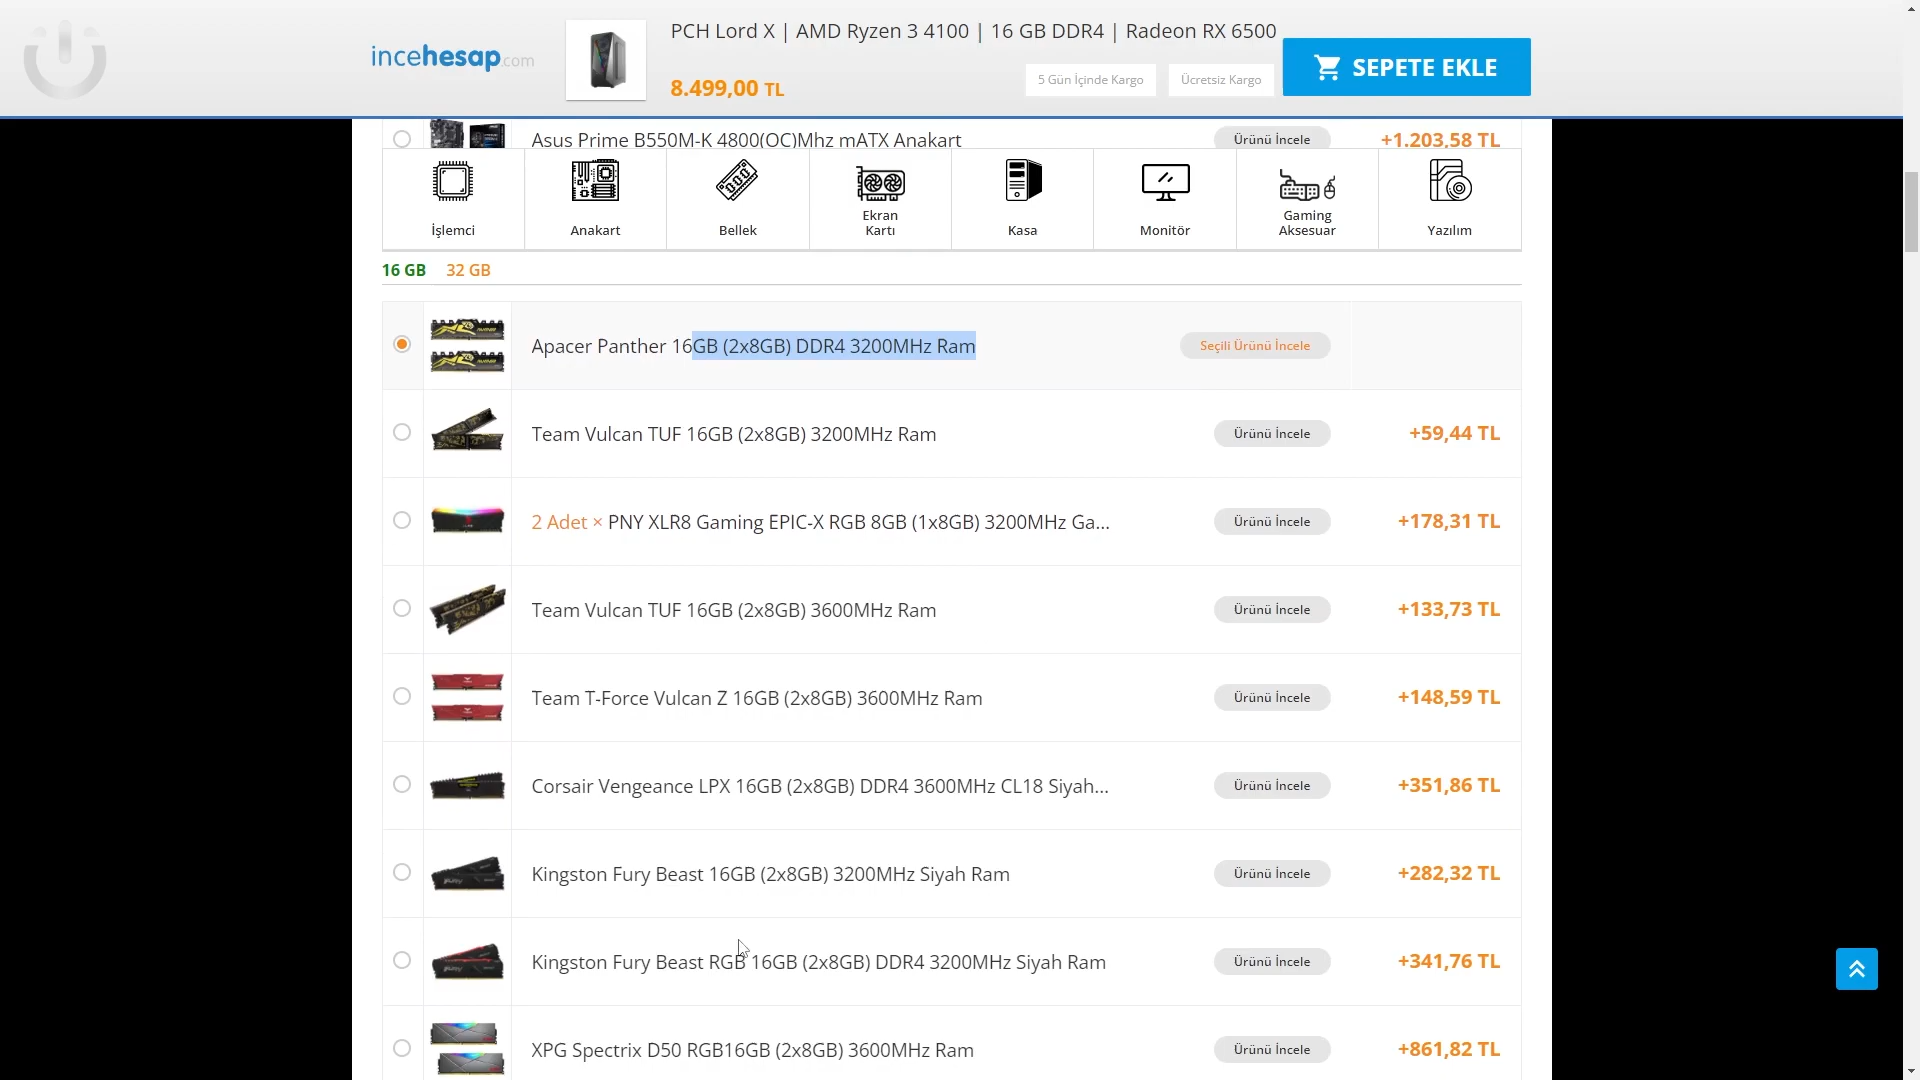 incehesap.com
PCH Lord X | AMD Ryzen 3 4100 | 16 GB DDR4 | Radeon RX 6500
8.499,00 TL
5 Gün İçinde Kargo
Ücretsiz Kargo
SEPETE EKLE
Asus Prime B550M-K 4800(OC)Mhz mATX Anakart
Ürünü İncele
+1.203,58 TL
İşlemci
Anakart
Bellek
Ekran
Kartı
Kasa
Monitör
Gaming
Aksesuar
Yazılım
16 GB
32 GB
Apacer Panther 16GB (2x8GB) DDR4 3200MHz Ram
Seçili Ürünü İncele
Team Vulcan TUF 16GB (2x8GB) 3200MHz Ram
Ürünü İncele
+59,44 TL
2 Adet × PNY XLR8 Gaming EPIC-X RGB 8GB (1x8GB) 3200MHz Ga...
Ürünü İncele
+178,31 TL
Team Vulcan TUF 16GB (2x8GB) 3600MHz Ram
Ürünü İncele
+133,73 TL
Team T-Force Vulcan Z 16GB (2x8GB) 3600MHz Ram
Ürünü İncele
+148,59 TL
Corsair Vengeance LPX 16GB (2x8GB) DDR4 3600MHz CL18 Siyah...
Ürünü İncele
+351,86 TL
Kingston Fury Beast 16GB (2x8GB) 3200MHz Siyah Ram
Ürünü İncele
+282,32 TL
Kingston Fury Beast RGB 16GB (2x8GB) DDR4 3200MHz Siyah Ram
Ürünü İncele
+341,76 TL
XPG Spectrix D50 RGB16GB (2x8GB) 3600MHz Ram
Ürünü İncele
+861,82 TL